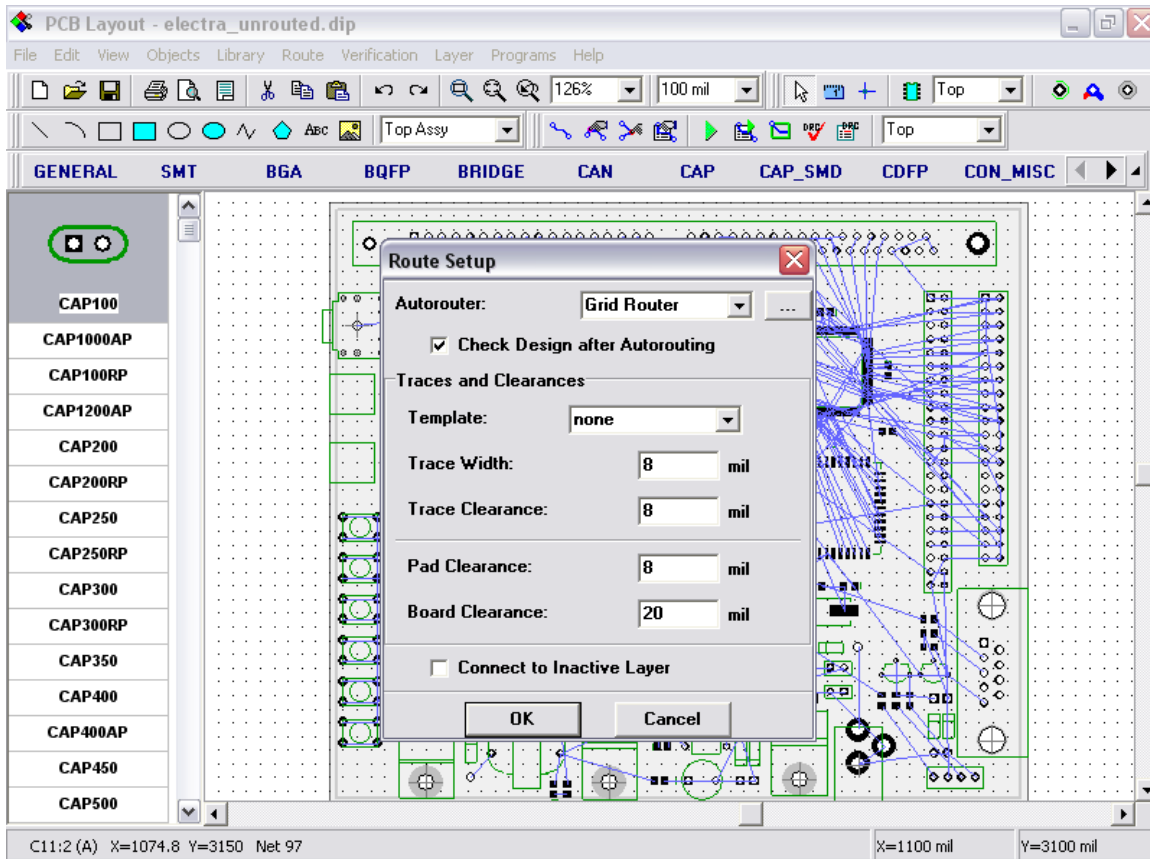 PCB Layout - electra_unrouted.dip
File Edit View Objects Library Route Verification Layer Programs Help
126% 100 mil Top
ABC Top Assy DRC DRC Top
GENERAL SMT BGA BQFP BRIDGE CAN CAP CAP_SMD CDFP CON_MISC
CAP100
CAP1000AP
CAP100RP
CAP1200AP
CAP200
CAP200RP
CAP250
CAP250RP
CAP300
CAP300RP
CAP350
CAP400
CAP400AP
CAP450
CAP500
Route Setup
Autorouter: Grid Router ...
Check Design after Autorouting
Traces and Clearances
Template: none
Trace Width: 8 mil
Trace Clearance: 8 mil
Pad Clearance: 8 mil
Board Clearance: 20 mil
Connect to Inactive Layer
OK Cancel
C11:2 (A) X=1074.8 Y=3150 Net 97 X=1100 mil Y=3100 mil